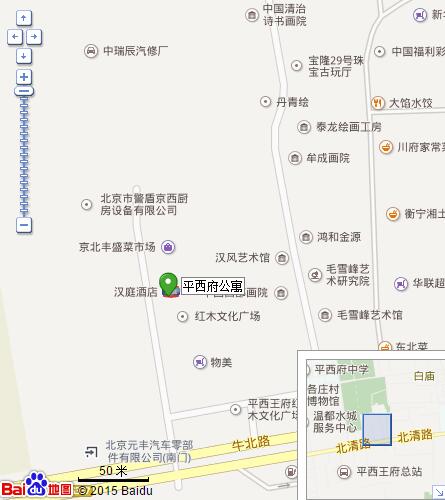 中国清治
诗书画院
新华
中瑞辰汽修厂
中国福利彩
宝隆29号珠
宝古玩厅
丹青绘
大馅水饺
泰龙绘画工房
川府家常菜
牟成画院
北京市警盾京西厨
房设备有限公司
衡宁湘土
鸿和金源
京北丰盛菜市场
汉风艺术馆
毛雪峰艺
术研究院
平西府公寓
华联超
汉庭酒店
画院
红木文化广场
毛雪峰艺术馆
东北菜
物美
平西府中学
白庙
各庄村
博物馆
平西王府红
木文化广场
温都水城
服务中心
牛北路
北清路
北清路
北京元丰汽车零部
件有限公司(南门)
平西王府总站
50 米
Bai du 地图
© 2015 Baidu